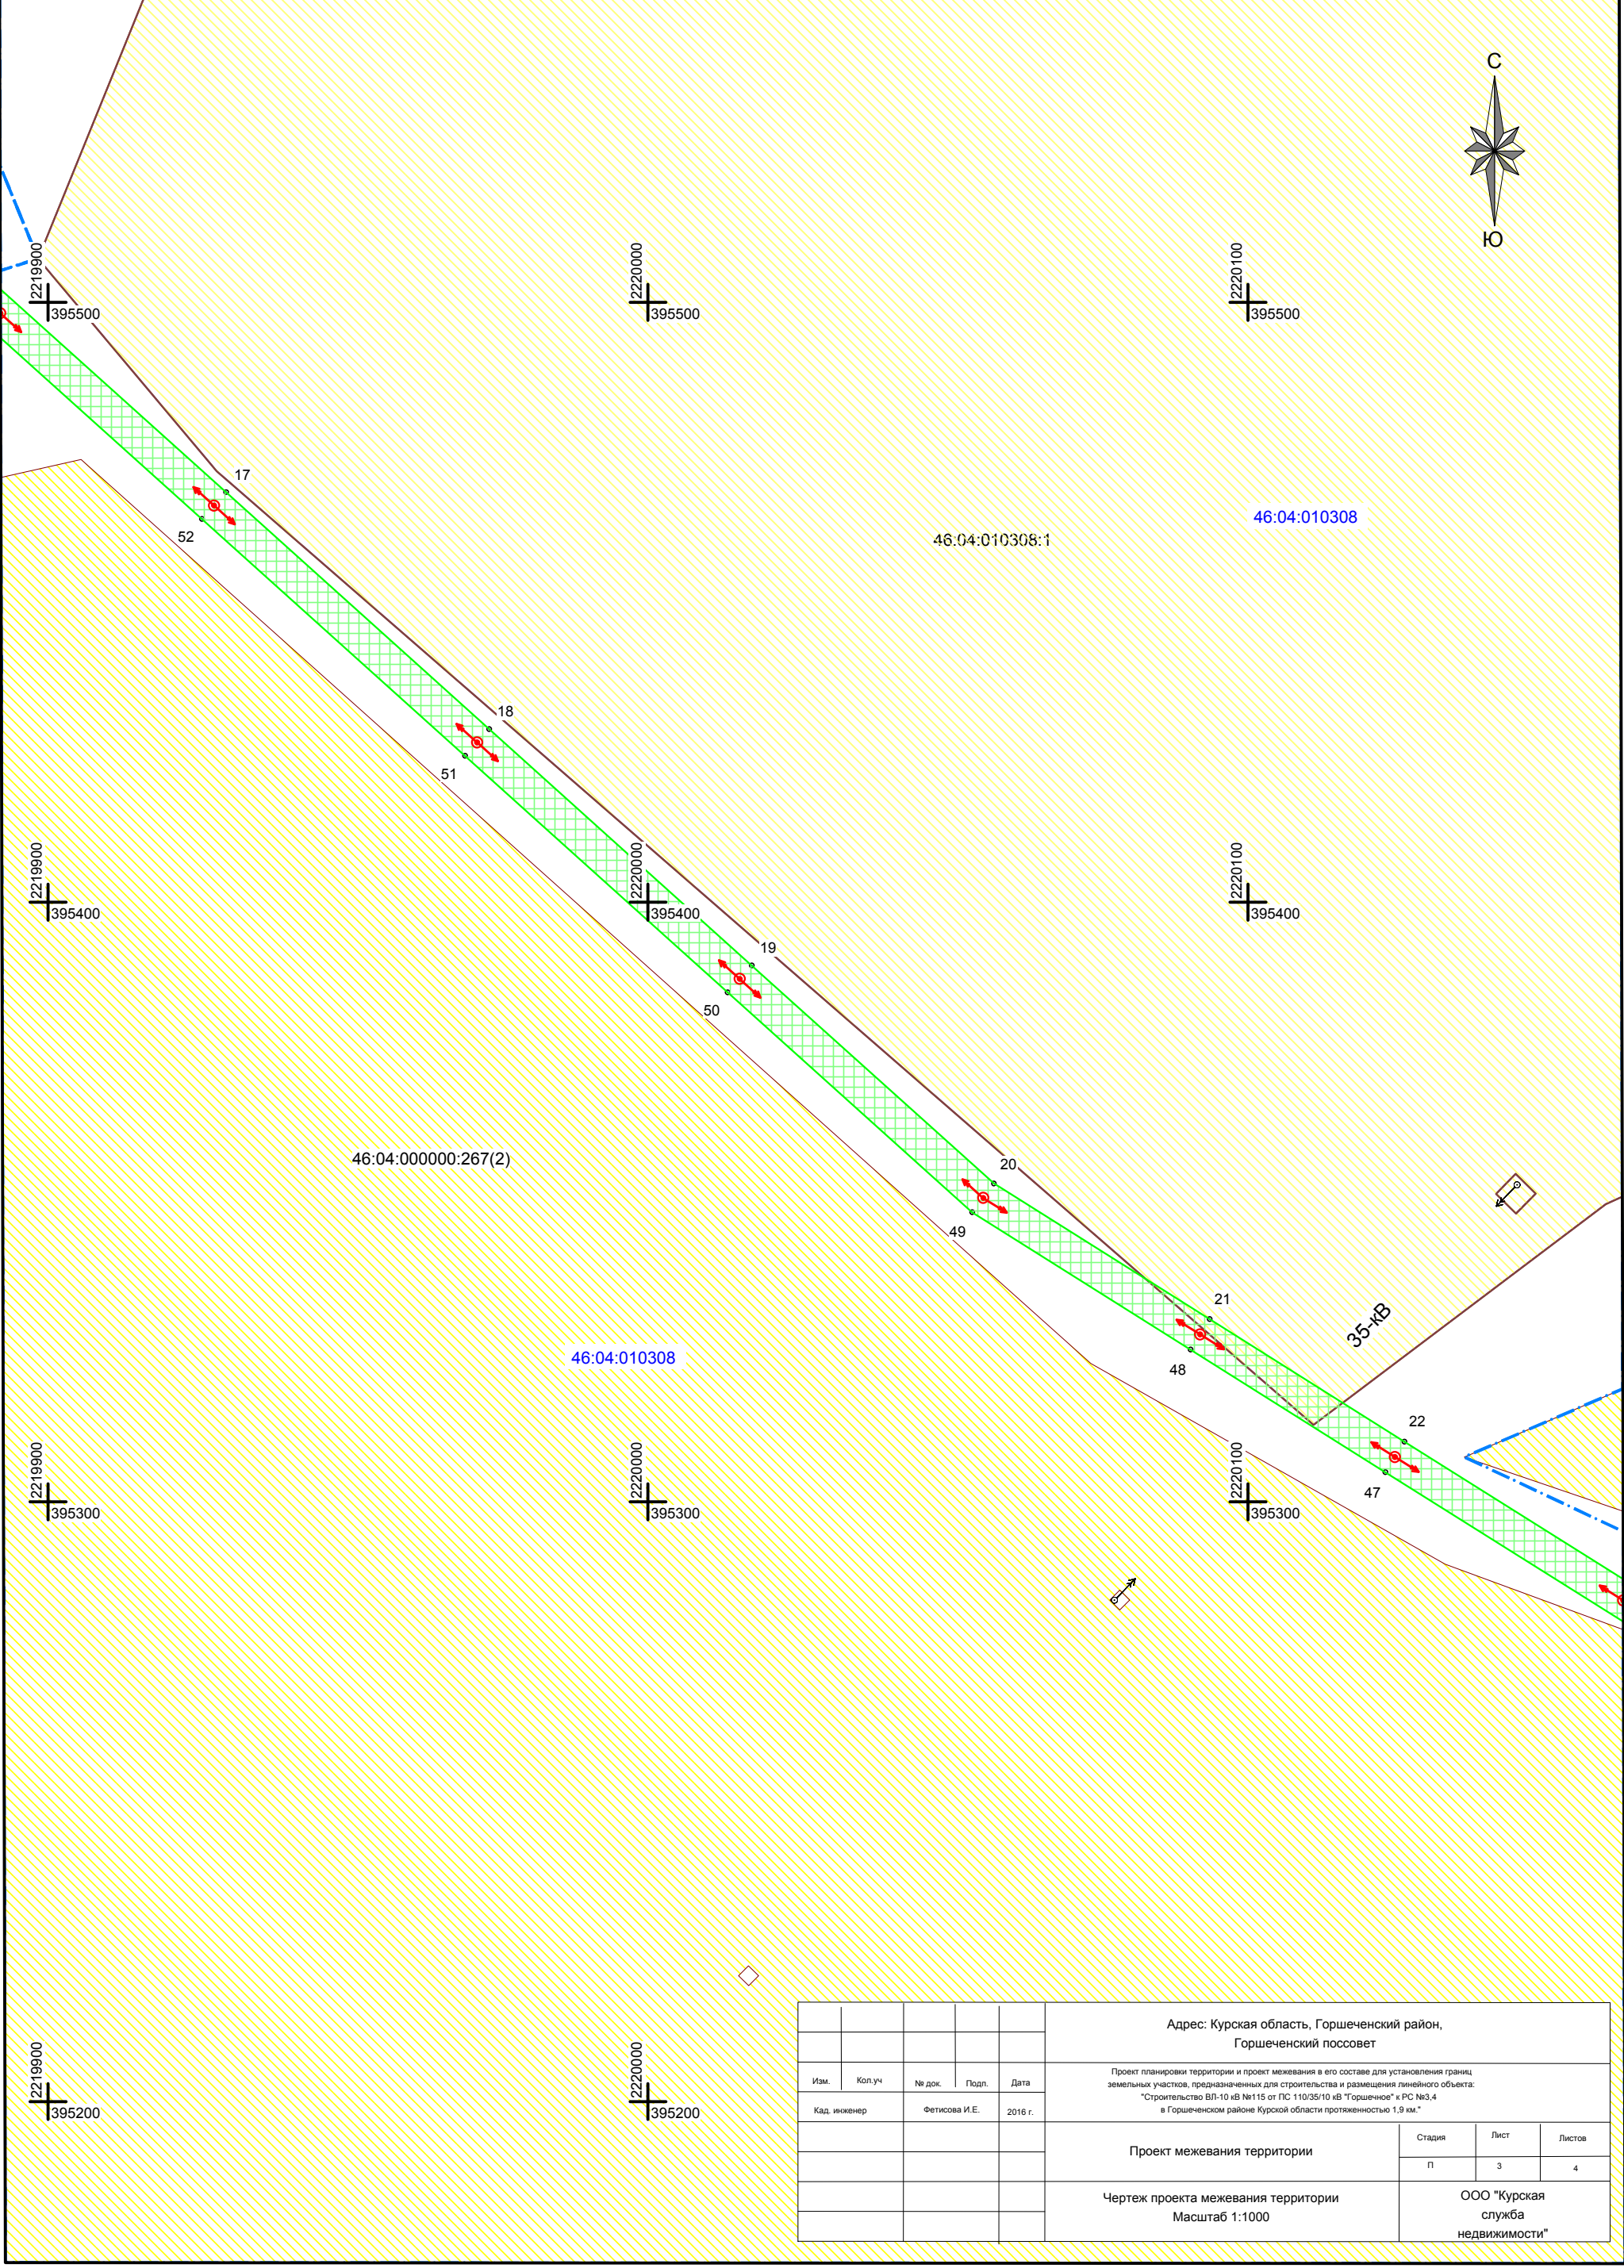 С
Ю
2219900
395500
2220000
395500
2220100
395500
17
52
46:04:010308
46:04:010308:1
18
51
2219900
395400
2220000
395400
2220100
395400
19
50
46:04:000000:267(2)
20
49
21
35-кВ
46:04:010308
48
22
47
2219900
395300
2220000
395300
2220100
395300
2219900
395200
2220000
395200
Адрес: Курская область, Горшеченский район,
Горшеченский поссовет
Изм. Кол.уч № док. Подп. Дата
Проект планировки территории и проект межевания в его составе для установления границ
земельных участков, предназначенных для строительства и размещения линейного объекта:
"Строительство ВЛ-10 кВ №115 от ПС 110/35/10 кВ "Горшечное" к РС №3,4
в Горшеченском районе Курской области протяженностью 1,9 км."
Кад. инженер Фетисова И.Е. 2016 г.
Проект межевания территории
Стадия Лист Листов
П 3 4
Чертеж проекта межевания территории
Масштаб 1:1000
ООО "Курская
служба
недвижимости"